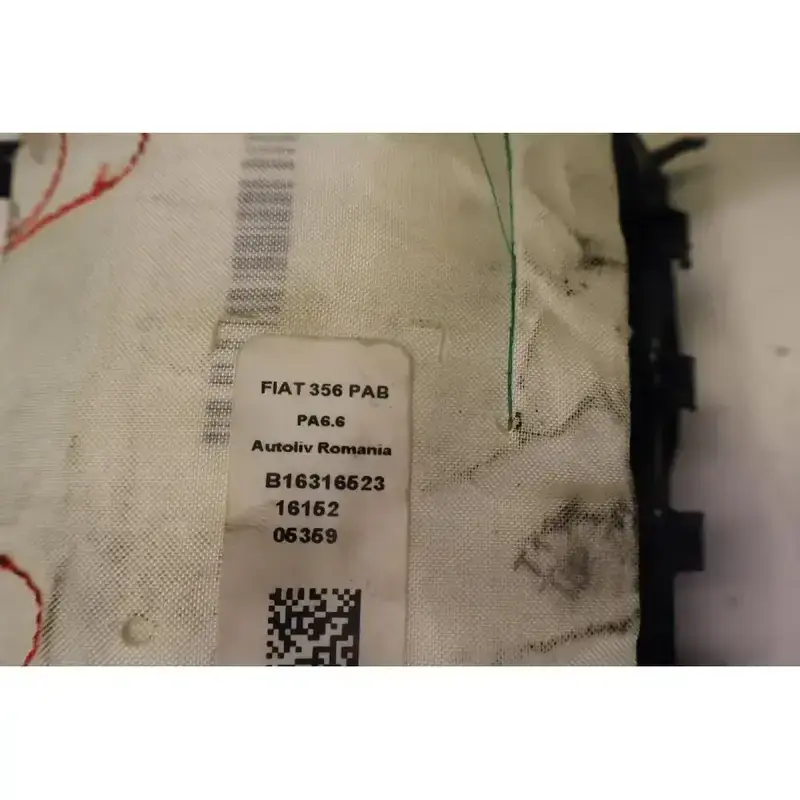 FIAT 356 PAB
PA6.6
Autoliv Romania
B16316523
16152
05359